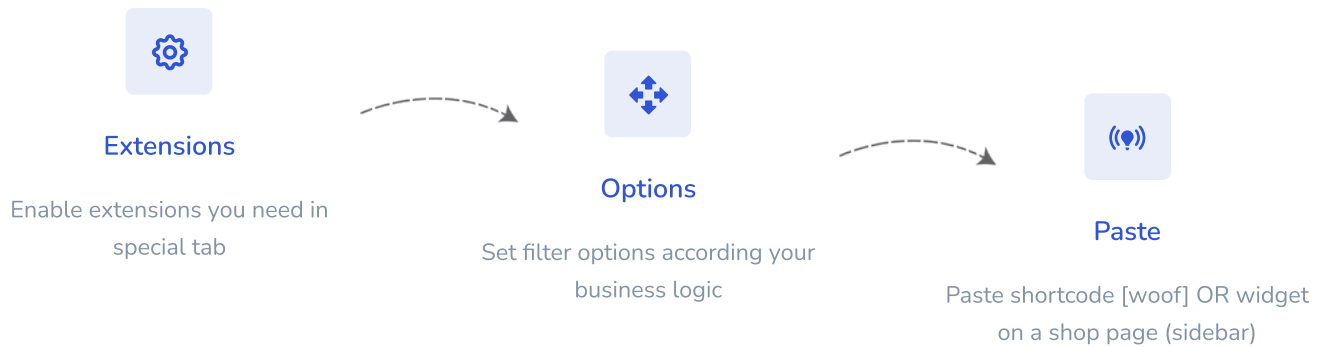 Extensions
Enable extensions you need in
special tab
Options
Set filter options according your
business logic
Paste
Paste shortcode [woof] OR widget
on a shop page (sidebar)